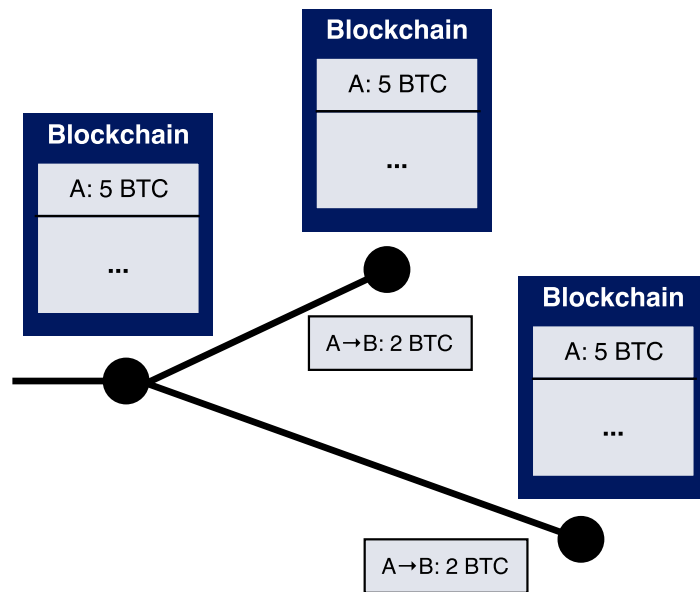 Blockchain
A: 5 BTC
...
Blockchain
A: 5 BTC
...
A→B: 2 BTC
Blockchain
A: 5 BTC
...
A→B: 2 BTC